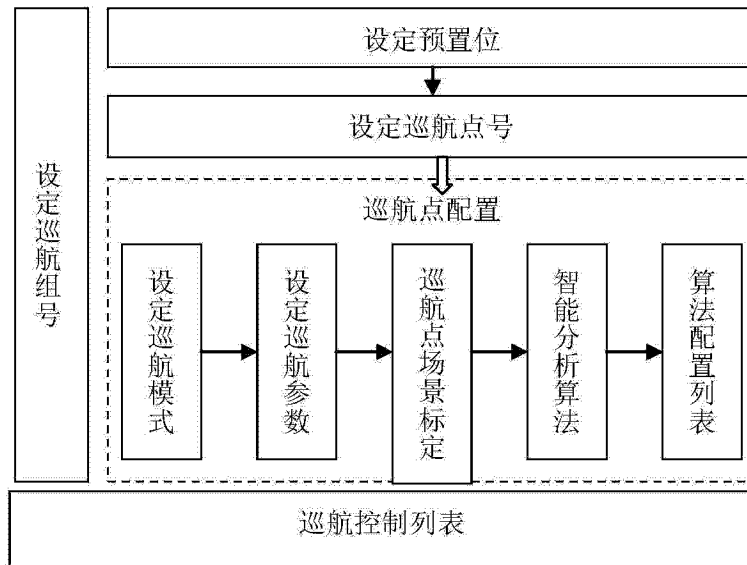 设定预置位
设定巡航点号
设定巡航组号
巡航点配置
设定巡航模式
设定巡航参数
巡航点场景标定
智能分析算法
算法配置列表
巡航控制列表